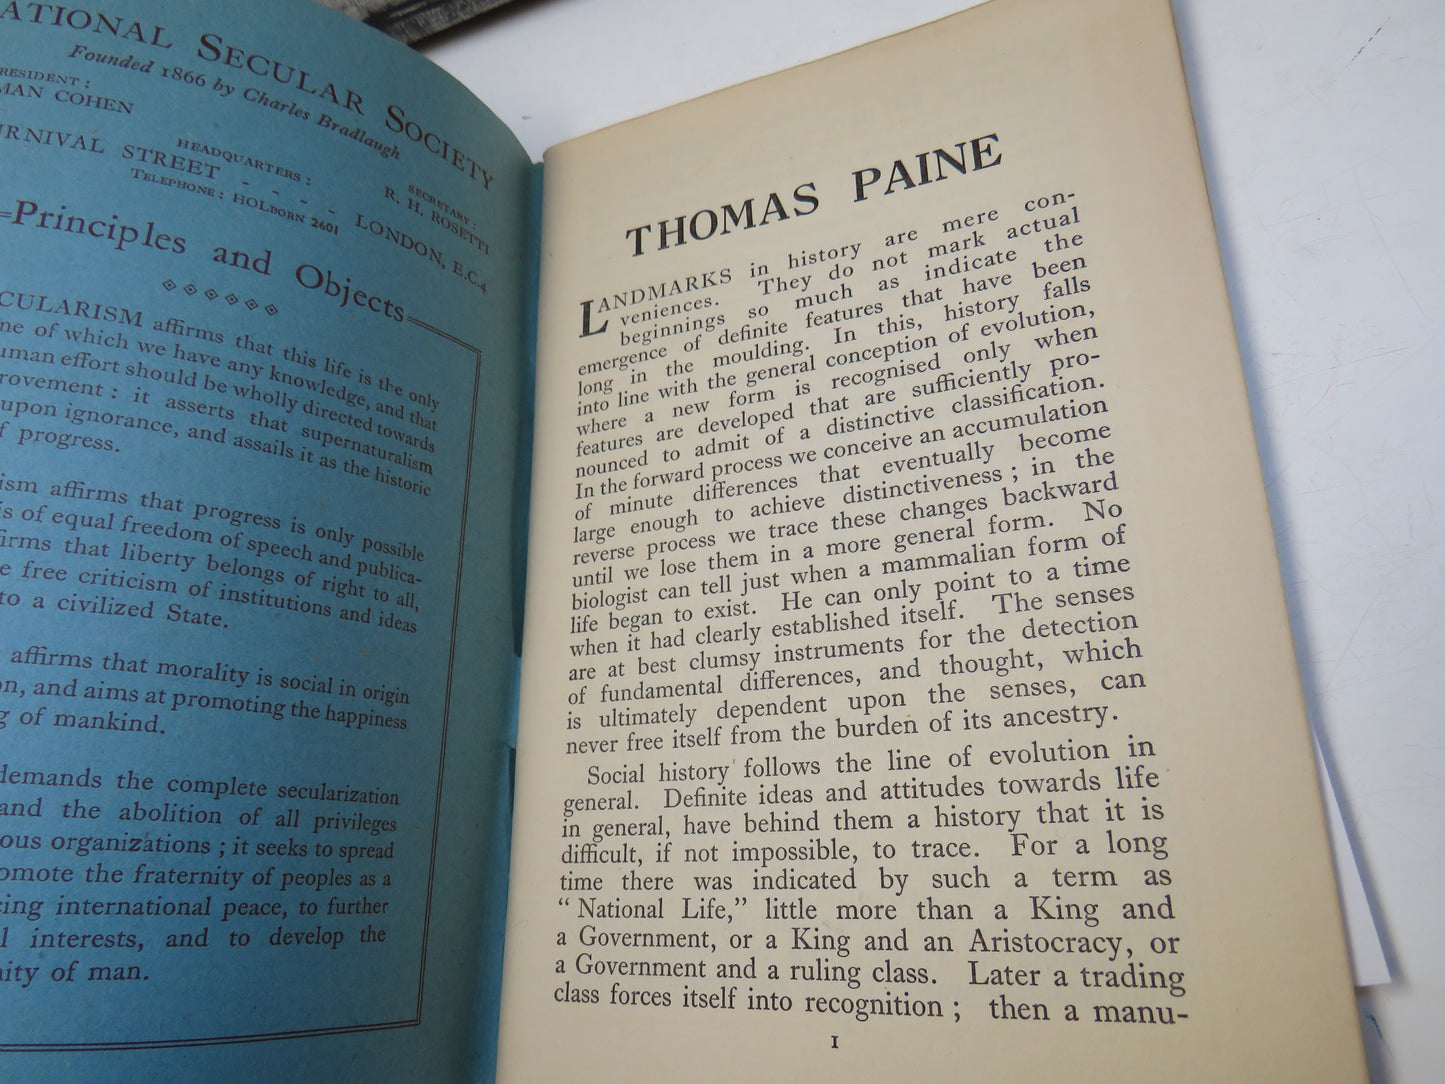 NATIONAL SECULAR SOCIETY
Founded 1866 by Charles Bradlaugh
PRESIDENT :
MAN COHEN
HEADQUARTERS :
SECRETARY :
R. H. ROSETTI
URNIVAL STREET - - - - LONDON, E.C.4
TELEPHONE : HOLBORN 2601
Principles and Objects
CULARISM affirms that this life is the only
ne of which we have any knowledge, and that
uman effort should be wholly directed towards
rovement : it asserts that supernaturalism
upon ignorance, and assails it as the historic
f progress.
ism affirms that progress is only possible
is of equal freedom of speech and publica-
firms that liberty belongs of right to all,
e free criticism of institutions and ideas
to a civilized State.
affirms that morality is social in origin
on, and aims at promoting the happiness
g of mankind.
demands the complete secularization
and the abolition of all privileges
ous organizations ; it seeks to spread
omote the fraternity of peoples as a
cing international peace, to further
l interests, and to develop the
nity of man.
THOMAS PAINE
LANDMARKS in history are mere con-
veniences. They do not mark actual
beginnings so much as indicate the
emergence of definite features that have been
long in the moulding. In this, history falls
into line with the general conception of evolution,
where a new form is recognised only when
features are developed that are sufficiently pro-
nounced to admit of a distinctive classification.
In the forward process we conceive an accumulation
of minute differences that eventually become
large enough to achieve distinctiveness ; in the
reverse process we trace these changes backward
until we lose them in a more general form. No
biologist can tell just when a mammalian form of
life began to exist. He can only point to a time
when it had clearly established itself. The senses
are at best clumsy instruments for the detection
of fundamental differences, and thought, which
is ultimately dependent upon the senses, can
never free itself from the burden of its ancestry.
Social history follows the line of evolution in
general. Definite ideas and attitudes towards life
in general, have behind them a history that it is
difficult, if not impossible, to trace. For a long
time there was indicated by such a term as
“National Life,” little more than a King and
a Government, or a King and an Aristocracy, or
a Government and a ruling class. Later a trading
class forces itself into recognition ; then a manu-
1